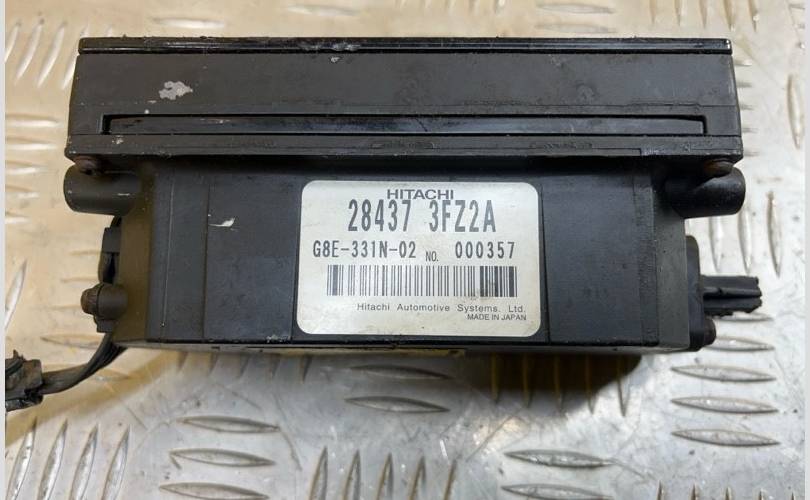 HITACHI
28437 3FZ2A
G8E-331N-02 NO. 000357
Hitachi Automotive Systems, Ltd.
MADE IN JAPAN